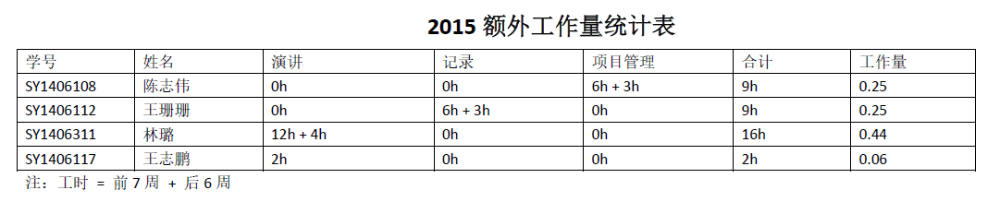 2015 额外工作量统计表
学号 姓名 演讲 记录 项目管理 合计 工作量
SY1406108 陈志伟 0h 0h 6h + 3h 9h 0.25
SY1406112 王珊珊 0h 6h + 3h 0h 9h 0.25
SY1406311 林璐 12h + 4h 0h 0h 16h 0.44
SY1406117 王志鹏 2h 0h 0h 2h 0.06
注：工时 = 前 7 周 + 后 6 周